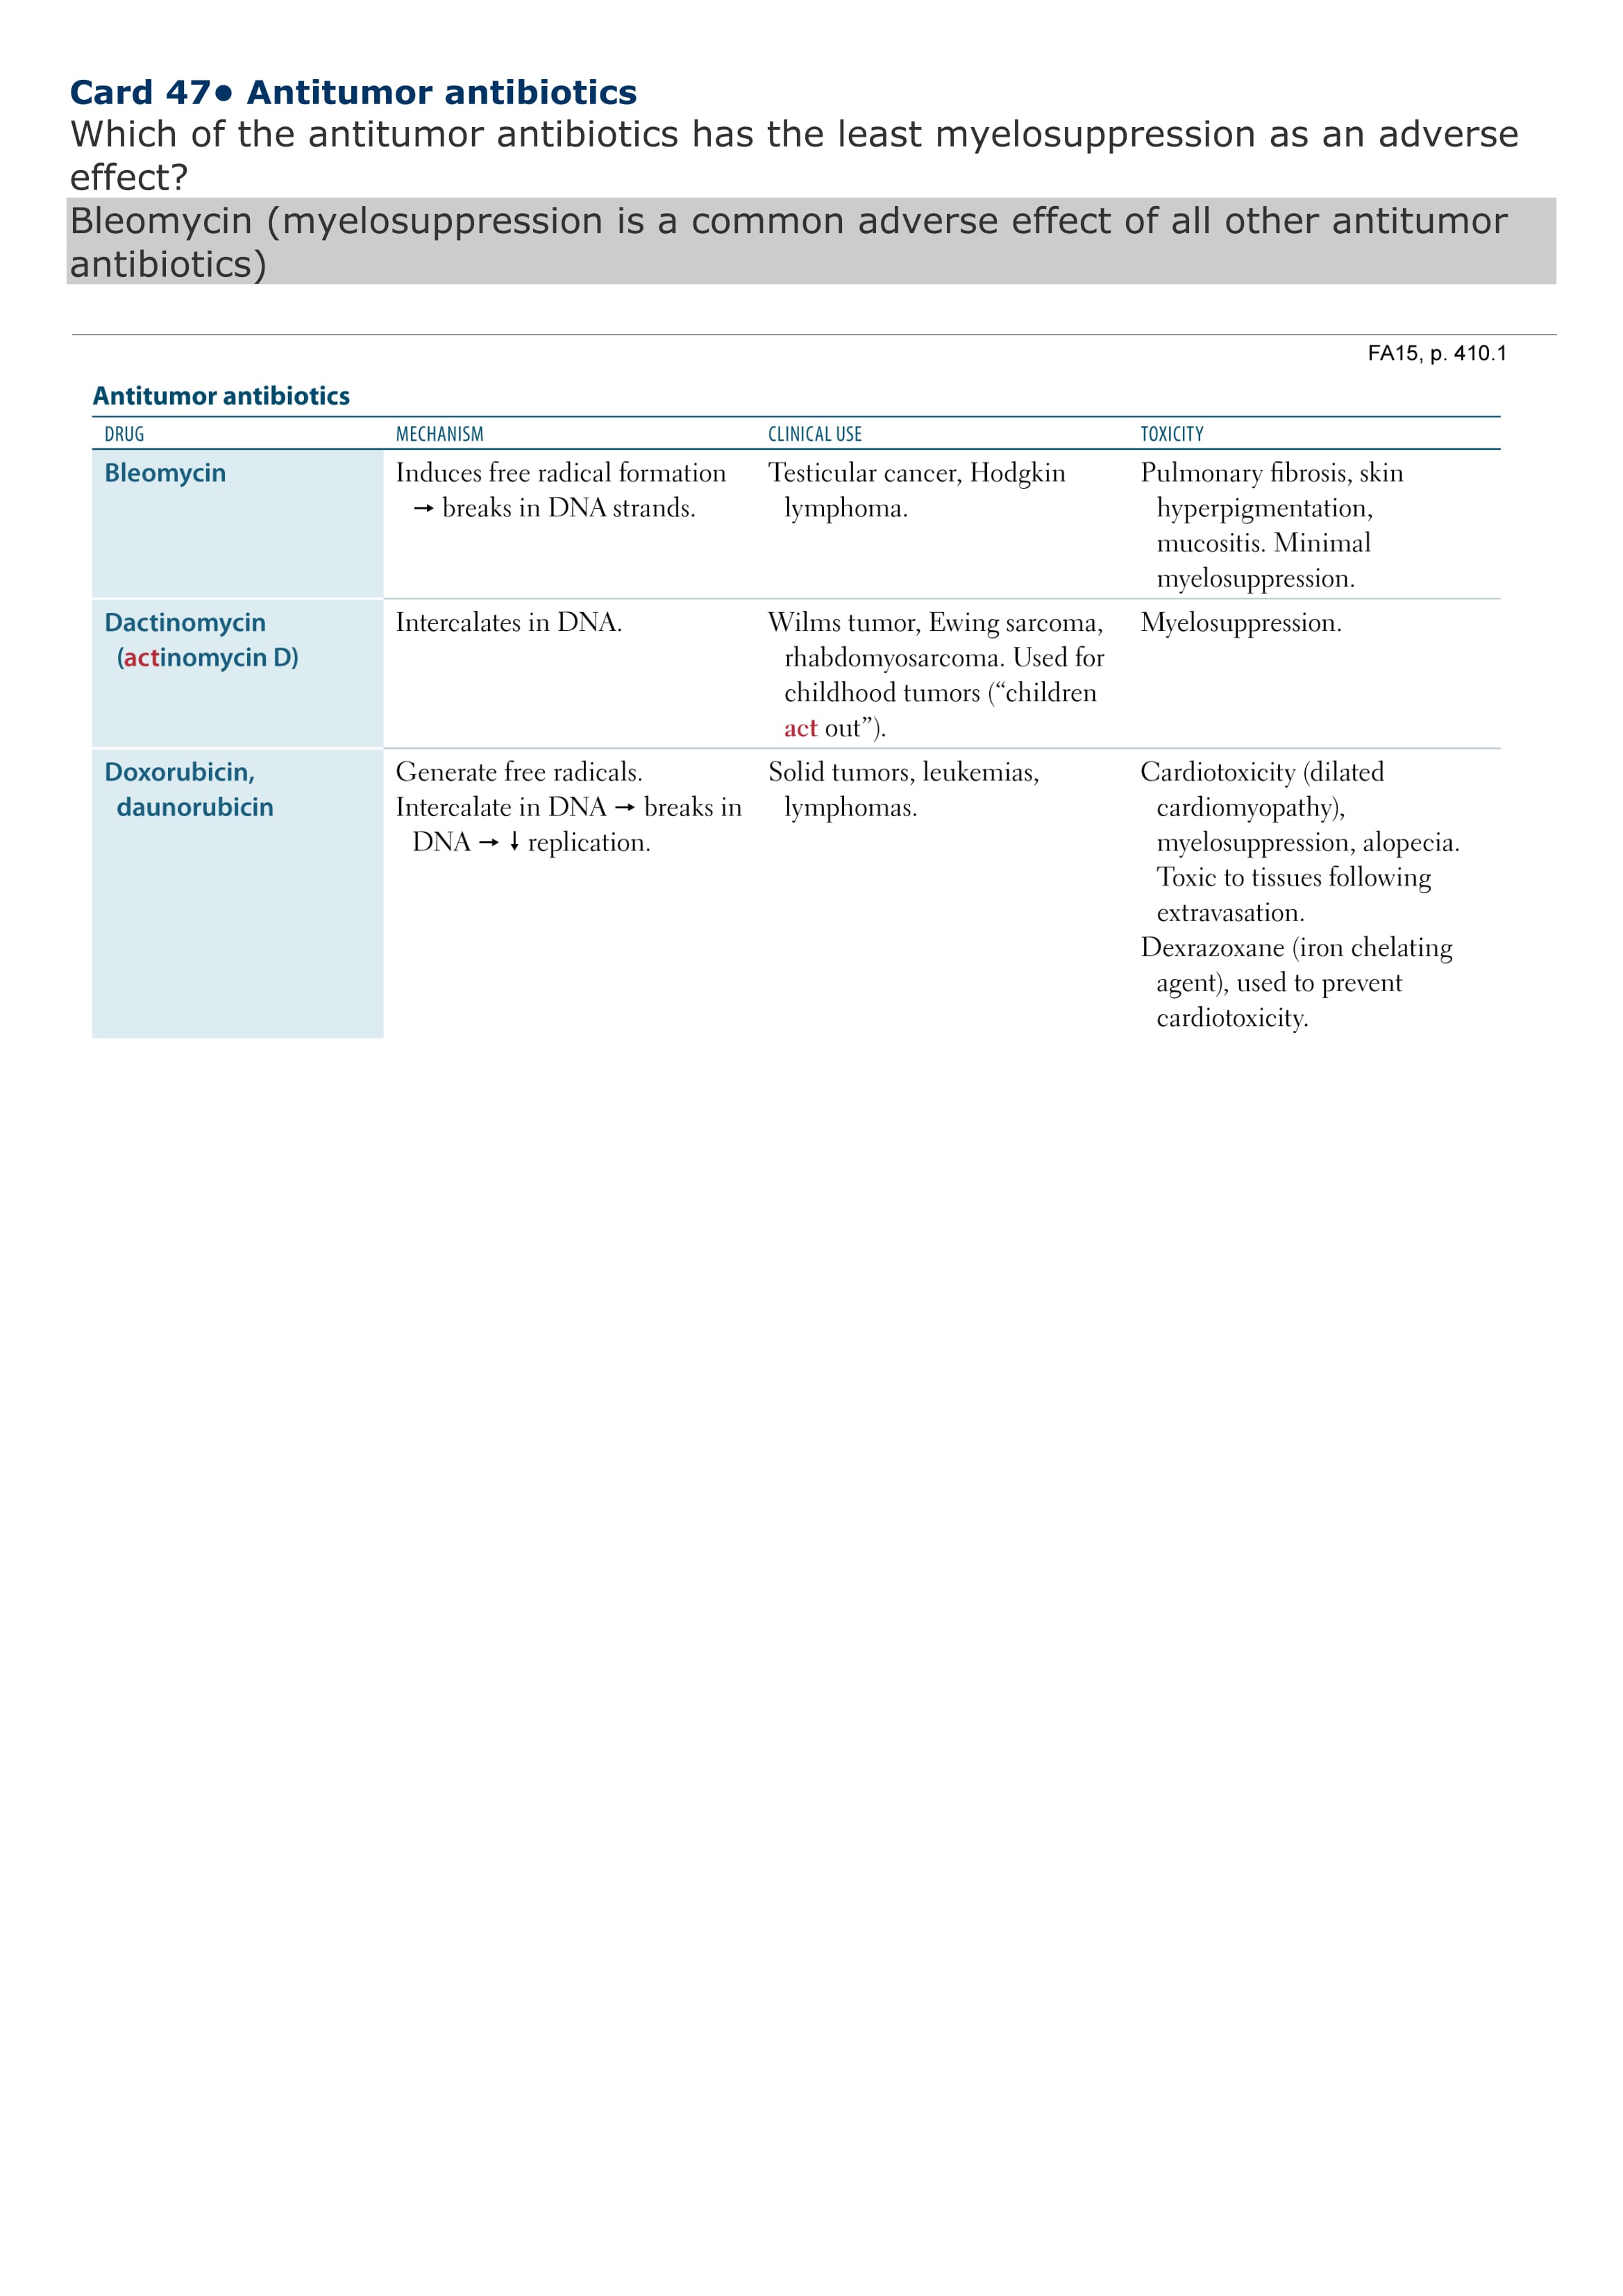 Card 47● Antitumor antibiotics
Which of the antitumor antibiotics has the least myelosuppression as an adverse
effect?
Bleomycin (myelosuppression is a common adverse effect of all other antitumor
antibiotics)
FA15, p. 410.1
Antitumor antibiotics
DRUG MECHANISM CLINICAL USE TOXICITY
Bleomycin
Induces free radical formation
→ breaks in DNA strands.
Testicular cancer, Hodgkin
lymphoma.
Pulmonary fibrosis, skin
hyperpigmentation,
mucositis. Minimal
myelosuppression.
Dactinomycin
(actinomycin D)
Intercalates in DNA.
Wilms tumor, Ewing sarcoma,
rhabdomyosarcoma. Used for
childhood tumors (“children
act out”).
Myelosuppression.
Doxorubicin,
daunorubicin
Generate free radicals.
Intercalate in DNA → breaks in
DNA → ↓ replication.
Solid tumors, leukemias,
lymphomas.
Cardiotoxicity (dilated
cardiomyopathy),
myelosuppression, alopecia.
Toxic to tissues following
extravasation.
Dexrazoxane (iron chelating
agent), used to prevent
cardiotoxicity.